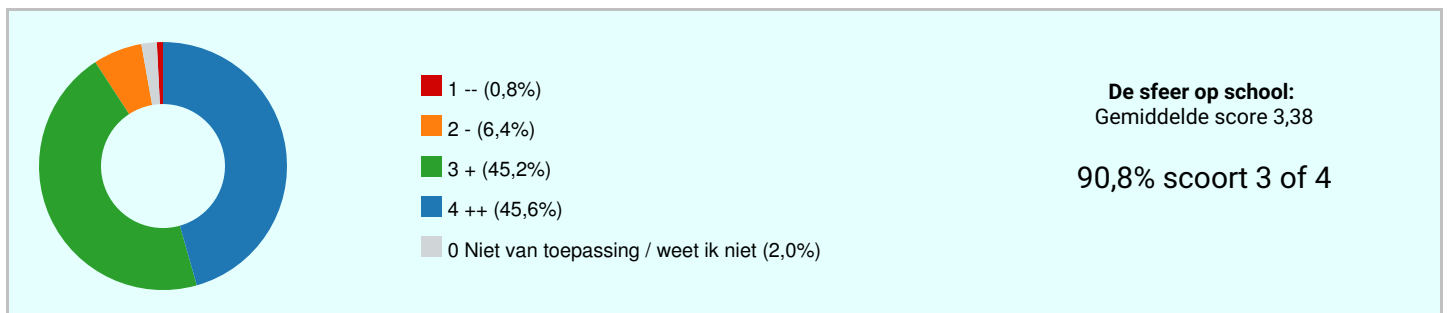 1 -- (0,8%)
2 - (6,4%)
3 + (45,2%)
4 ++ (45,6%)
0 Niet van toepassing / weet ik niet (2,0%)
De sfeer op school:
Gemiddelde score 3,38
90,8% scoort 3 of 4